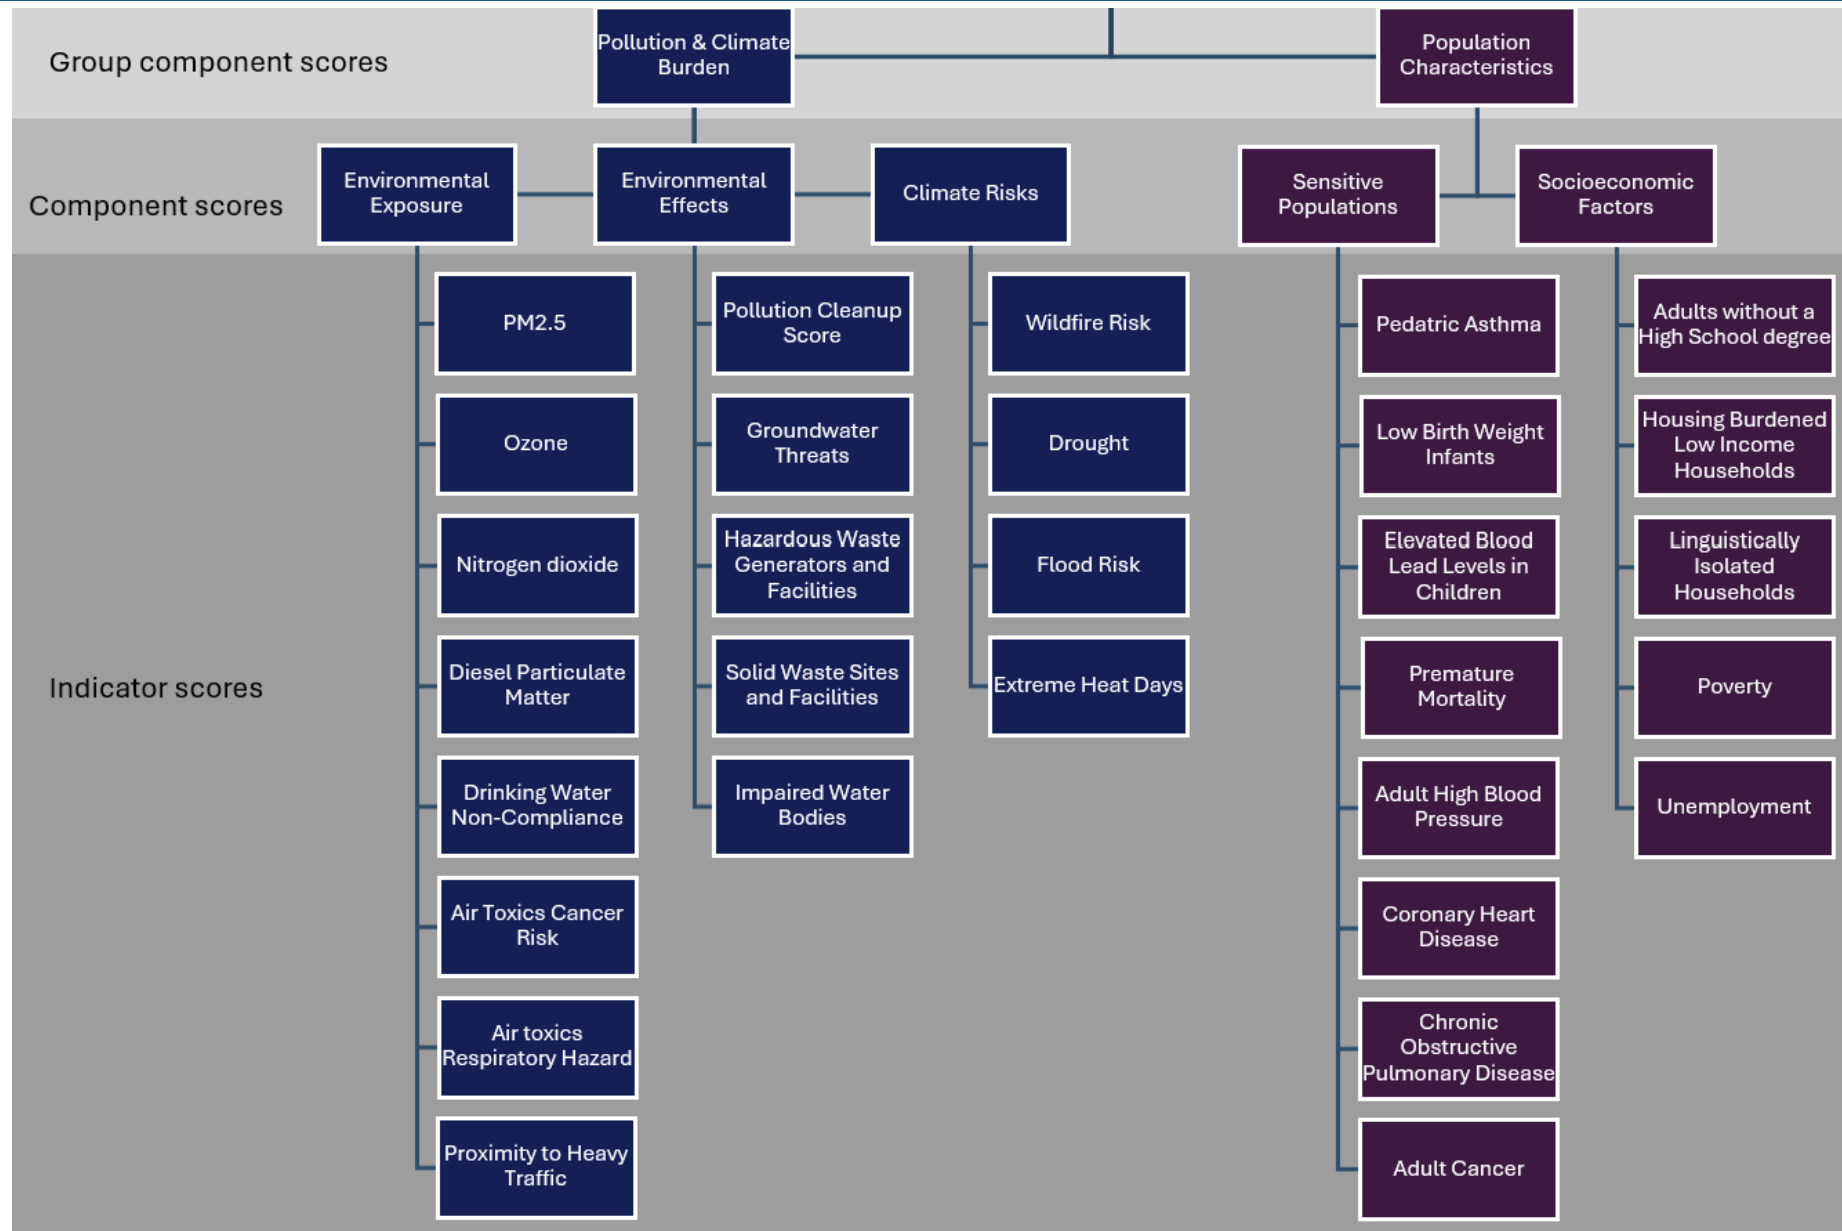 Group component scores
Pollution & Climate
Burden
Population
Characteristics
Component scores
Environmental
Exposure
Environmental
Effects
Climate Risks
Sensitive
Populations
Socioeconomic
Factors
Indicator scores
PM2.5
Ozone
Nitrogen dioxide
Diesel Particulate
Matter
Drinking Water
Non-Compliance
Air Toxics Cancer
Risk
Air toxics
Respiratory Hazard
Proximity to Heavy
Traffic
Pollution Cleanup
Score
Groundwater
Threats
Hazardous Waste
Generators and
Facilities
Solid Waste Sites
and Facilities
Impaired Water
Bodies
Wildfire Risk
Drought
Flood Risk
Extreme Heat Days
Pedatric Asthma
Low Birth Weight
Infants
Elevated Blood
Lead Levels in
Children
Premature
Mortality
Adult High Blood
Pressure
Coronary Heart
Disease
Chronic
Obstructive
Pulmonary Disease
Adult Cancer
Adults without a
High School degree
Housing Burdened
Low Income
Households
Linguistically
Isolated
Households
Poverty
Unemployment